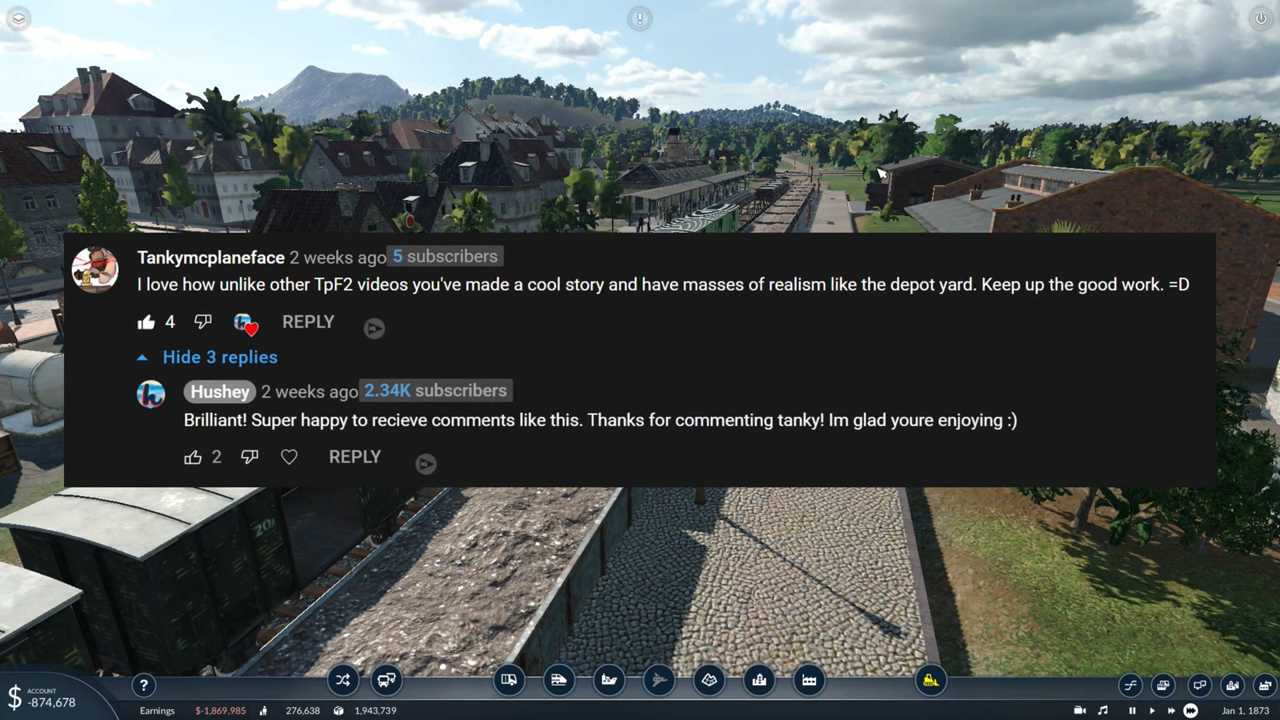 Tankymcplaneface 2 weeks ago 5 subscribers
I love how unlike other TpF2 videos you've made a cool story and have masses of realism like the depot yard. Keep up the good work. =D
4 REPLY
Hide 3 replies
Hushey 2 weeks ago 2.34K subscribers
Brilliant! Super happy to recieve comments like this. Thanks for commenting tanky! Im glad youre enjoying :)
2 REPLY
20
$ ACCOUNT
-874,678
?
Earnings $-1,869,985 276,638 1,943,739 Jan 1, 1873